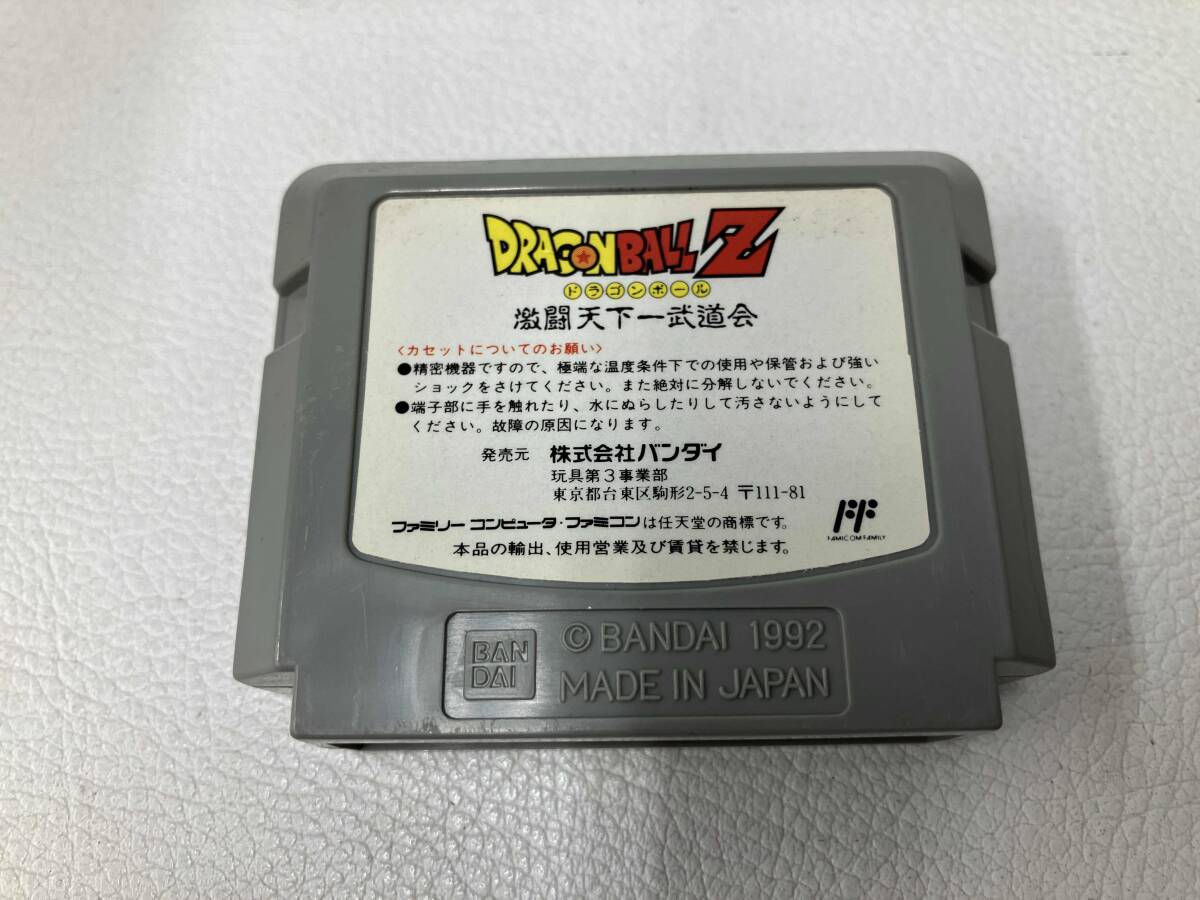 DRAGONBALL Z
ドラゴンボール
激闘 天下一武道会
〈カセットについてのお願い〉
●精密機器ですので、極端な温度条件下での使用や保管および強い
ショックをさけてください。また絶対に分解しないでください。
●端子部に手を触れたり、水にぬらしたりして汚さないようにして
ください。故障の原因になります。
発売元 株式会社バンダイ
玩具第3事業部
東京都台東区駒形2-5-4 〒111-81
ファミリー コンピュータ・ファミコンは任天堂の商標です。
FF
FAMICOM FAMILY
本品の輸出、使用営業及び賃貸を禁じます。
BAN
DAI
©BANDAI 1992
MADE IN JAPAN